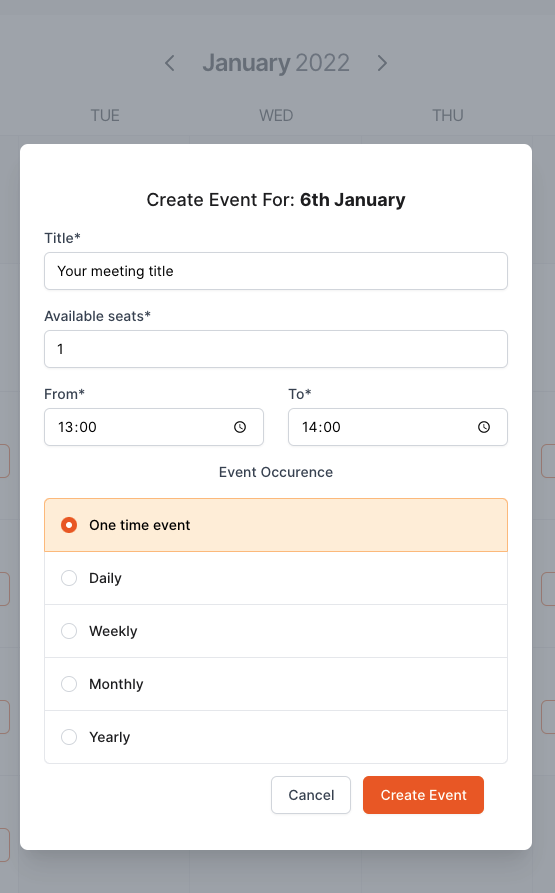 January 2022
TUE WED THU
Create Event For: 6th January
Title*
Your meeting title
Available seats*
1
From* To*
13:00 14:00
Event Occurence
One time event
Daily
Weekly
Monthly
Yearly
Cancel Create Event